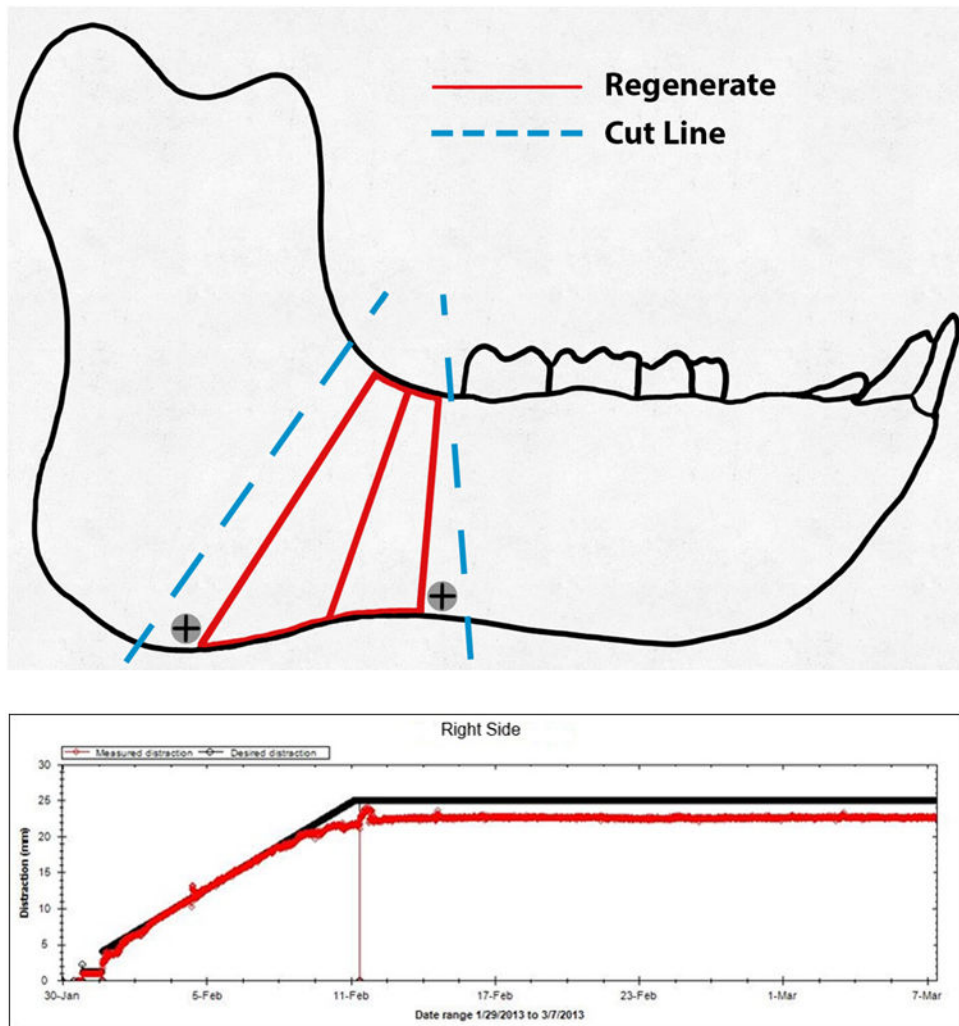 Regenerate
Cut Line
Right Side
Measured distraction
Desired distraction
30
25
20
15
10
5
0
Distraction (mm)
30-Jan
5-Feb
11-Feb
17-Feb
23-Feb
1-Mar
7-Mar
Date range 1/29/2013 to 3/7/2013